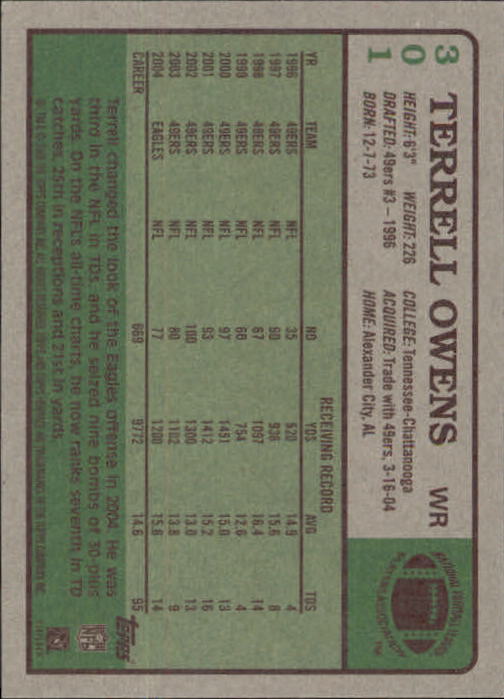 301
TERRELL OWENS WR
HEIGHT: 6'3" WEIGHT: 226 COLLEGE: Tennessee-Chattanooga
DRAFTED: 49ers #3 – 1996 ACQUIRED: Trade with 49ers, 3-16-04
BORN: 12-7-73 HOME: Alexander City, AL
NATIONAL FOOTBALL LEAGUE
PLAYERS ASSOCIATION
RECEIVING RECORD
YR TEAM NO YDS AVG TDS
1996 49ERS NFL 35 520 14.9 4
1997 49ERS NFL 60 936 15.6 8
1998 49ERS NFL 67 1097 16.4 14
1999 49ERS NFL 60 754 12.6 4
2000 49ERS NFL 97 1451 15.0 13
2001 49ERS NFL 93 1412 15.2 16
2002 49ERS NFL 100 1300 13.0 13
2003 49ERS NFL 80 1102 13.8 9
2004 EAGLES NFL 77 1200 15.6 14
CAREER 669 9772 14.6 95
Topps
Terrell changed the look of the Eagles offense in 2004. He was
third in the NFL in TDs, and he seized nine bombs of 30-plus
yards. On the NFL's all-time charts, he now ranks seventh in TD
catches, 25th in receptions and 21st in yards.
NFL